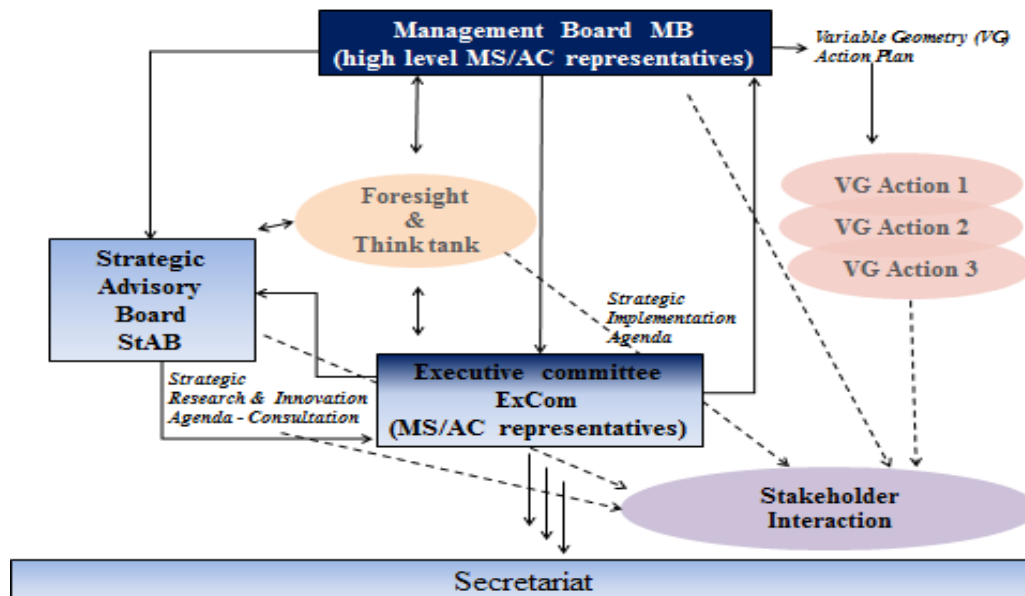 Management Board MB
(high level MS/AC representatives)
Variable Geometry (VG)
Action Plan
Foresight
&
Think tank
VG Action 1
VG Action 2
VG Action 3
Strategic
Advisory
Board
StAB
Strategic
Implementation
Agenda
Strategic
Research & Innovation
Agenda - Consultation
Executive committee
ExCom
(MS/AC representatives)
Stakeholder
Interaction
Secretariat